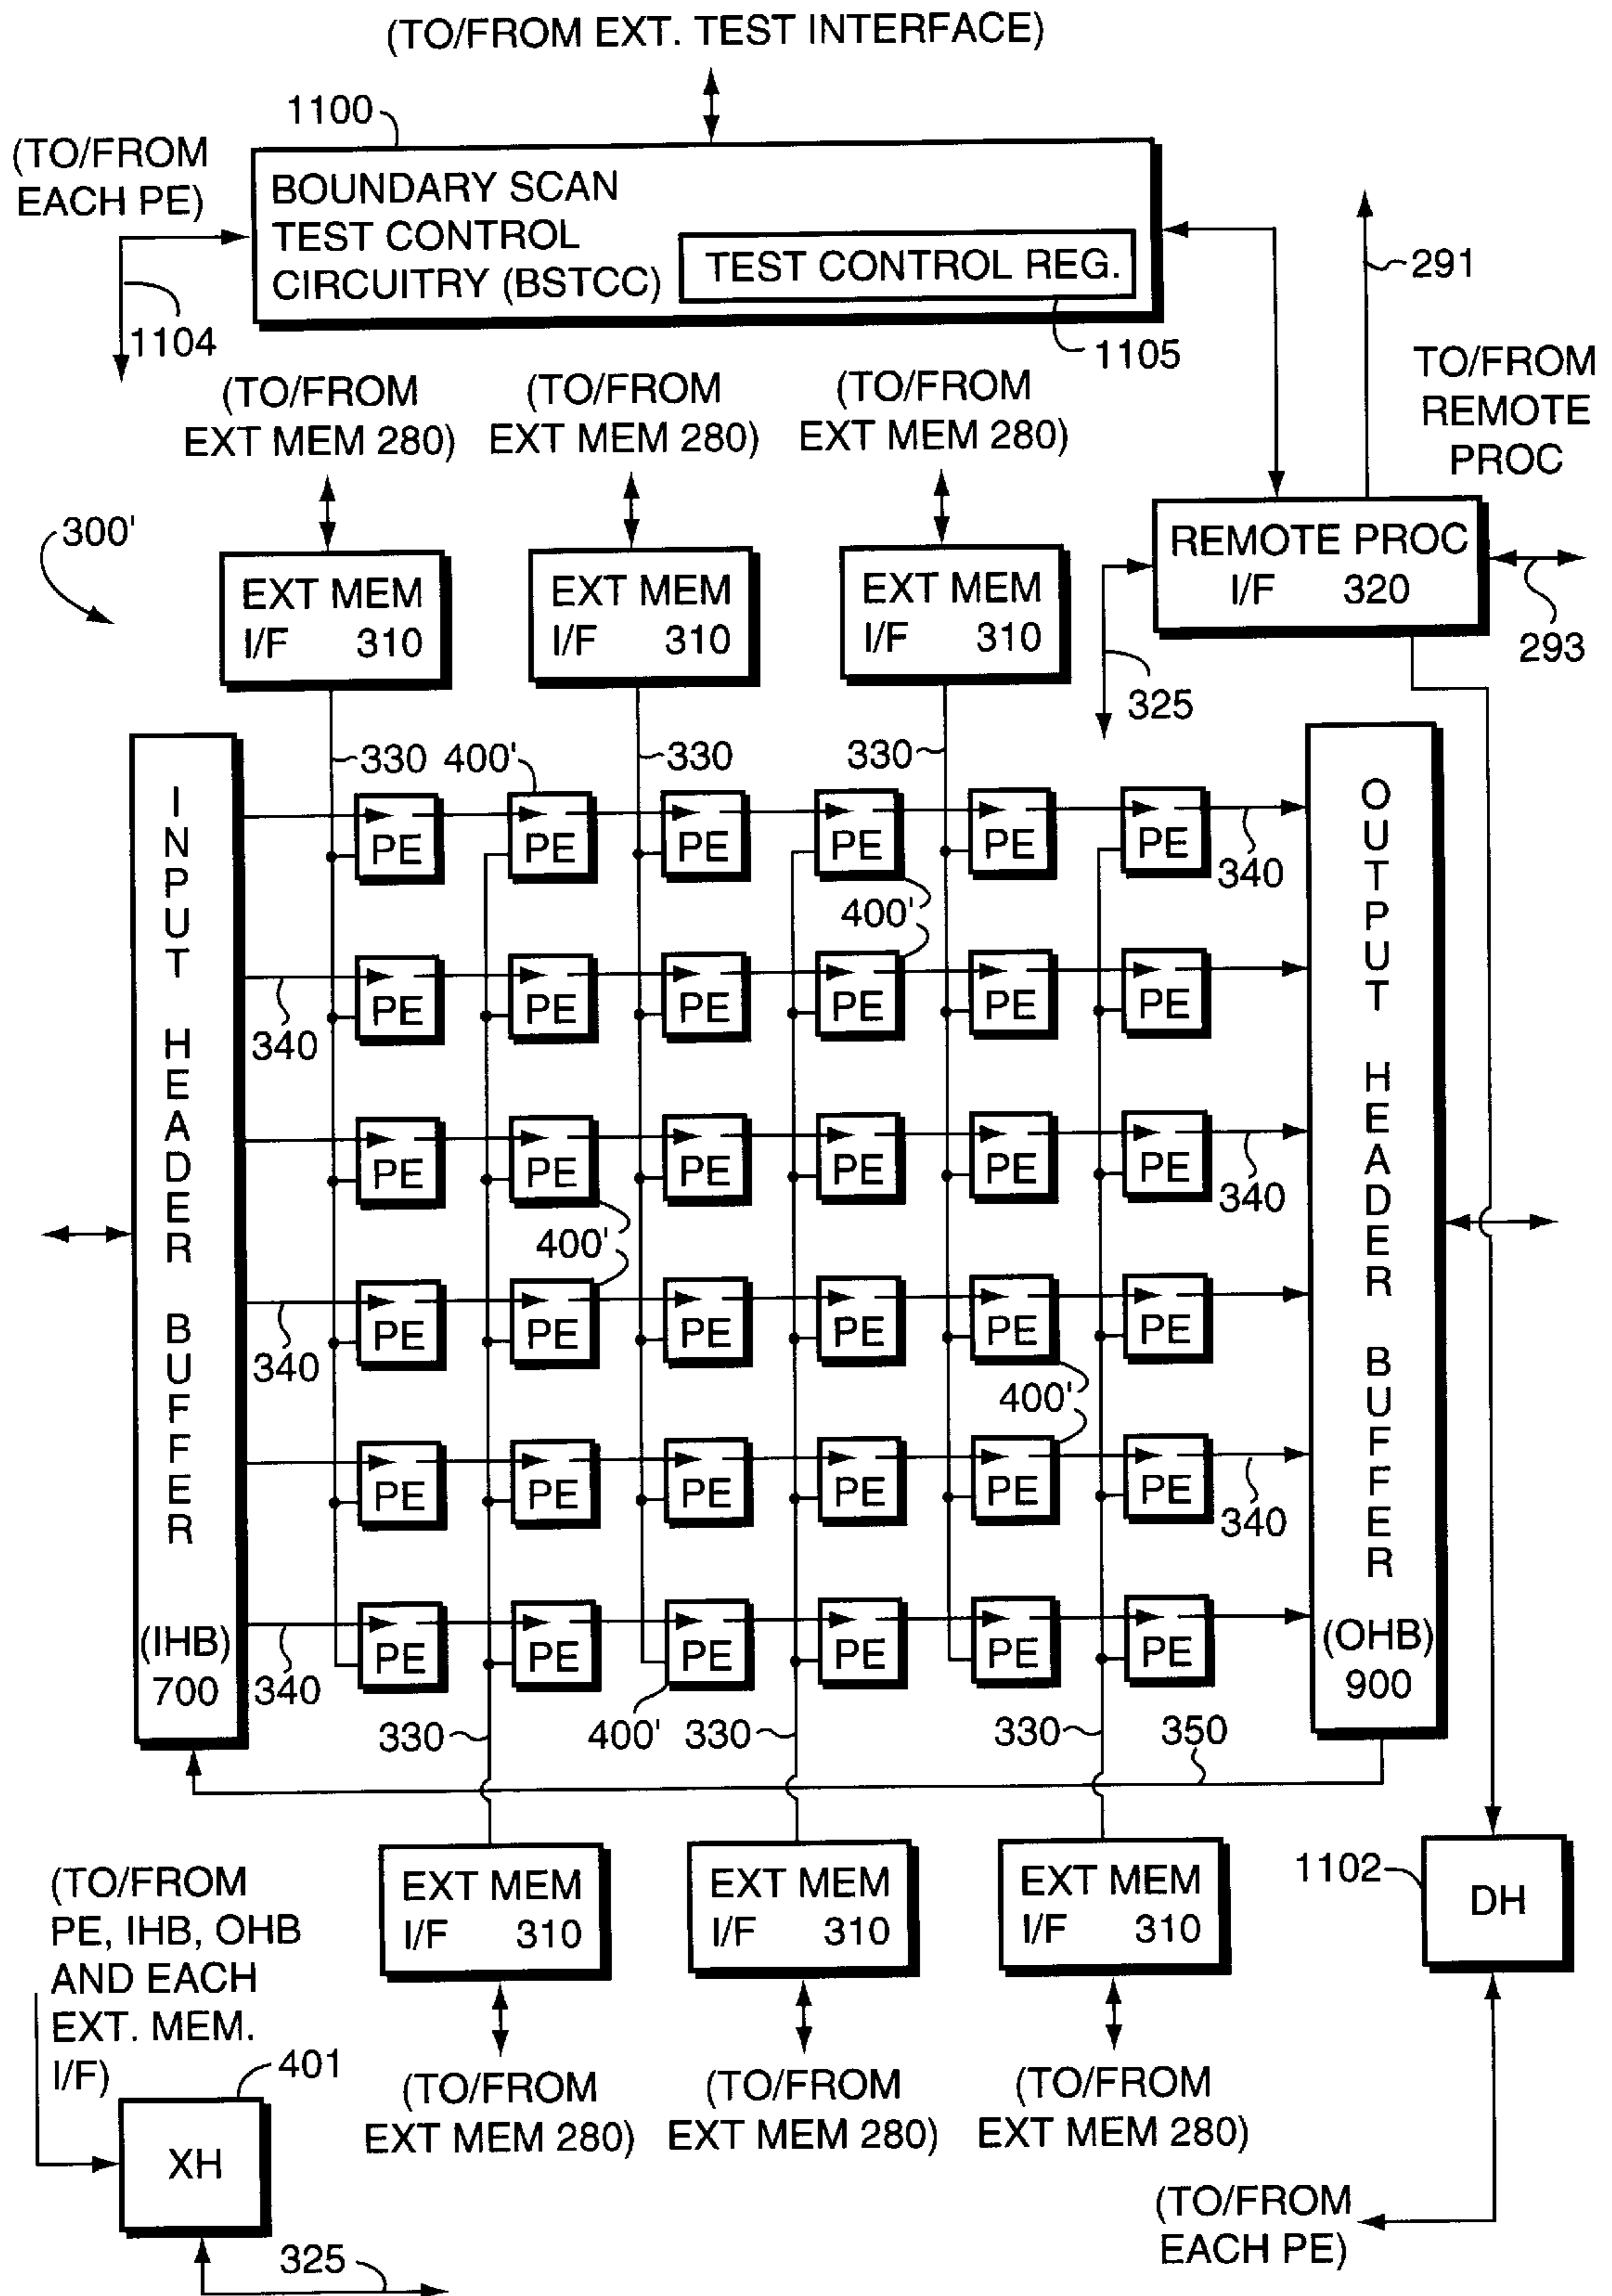 (TO/FROM EXT. TEST INTERFACE)
1100
(TO/FROM
EACH PE)
BOUNDARY SCAN
TEST CONTROL
CIRCUITRY (BSTCC)
TEST CONTROL REG.
1104
1105
291
TO/FROM
REMOTE
PROC
(TO/FROM
EXT MEM 280)
(TO/FROM
EXT MEM 280)
(TO/FROM
EXT MEM 280)
300'
EXT MEM
I/F 310
EXT MEM
I/F 310
EXT MEM
I/F 310
REMOTE PROC
I/F 320
293
325
330 400' 330 330
INPUT HEADER BUFFER
(IHB)
700
OUTPUT HEADER BUFFER
(OHB)
900
PE PE PE PE PE PE
340
400'
PE PE PE PE PE PE
340
PE PE PE PE PE PE
340
400'
PE PE PE PE PE PE
340
400'
PE PE PE PE PE PE
340
PE PE PE PE PE PE
340
330 400' 330 330 350
EXT MEM
I/F 310
EXT MEM
I/F 310
EXT MEM
I/F 310
1102
DH
(TO/FROM
PE, IHB, OHB
AND EACH
EXT. MEM.
I/F)
401
XH
325
(TO/FROM
EXT MEM 280)
(TO/FROM
EXT MEM 280)
(TO/FROM
EXT MEM 280)
(TO/FROM
EACH PE)